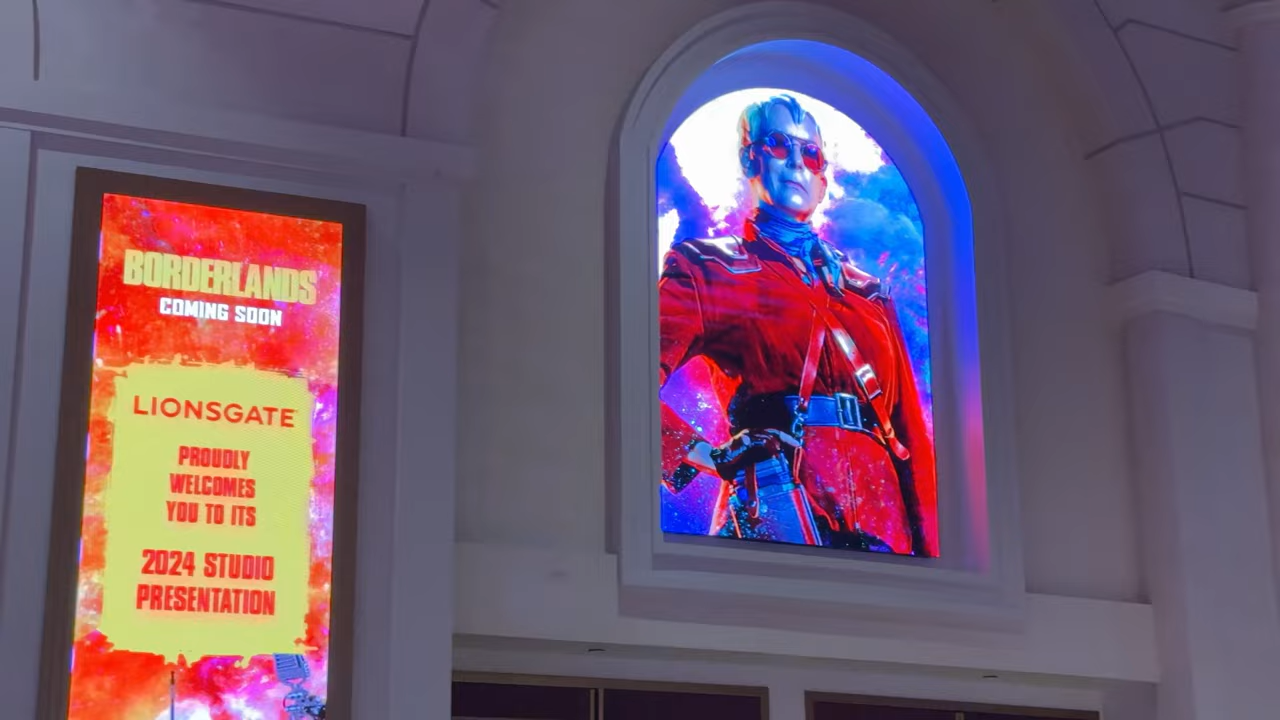 BORDERLANDS
COMING SOON
LIONSGATE
PROUDLY
WELCOMES
YOU TO ITS
2024 STUDIO
PRESENTATION